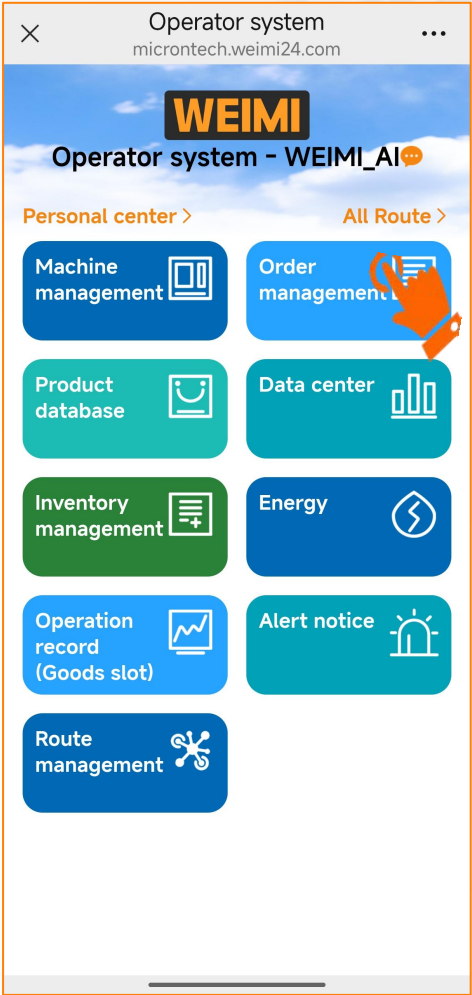 Operator system
microntech.weimi24.com
WEIMI
Operator system - WEIMI_AI
Personal center >
All Route >
Machine
management
Order
management
Product
database
Data center
Inventory
management
Energy
Operation
record
(Goods slot)
Alert notice
Route
management